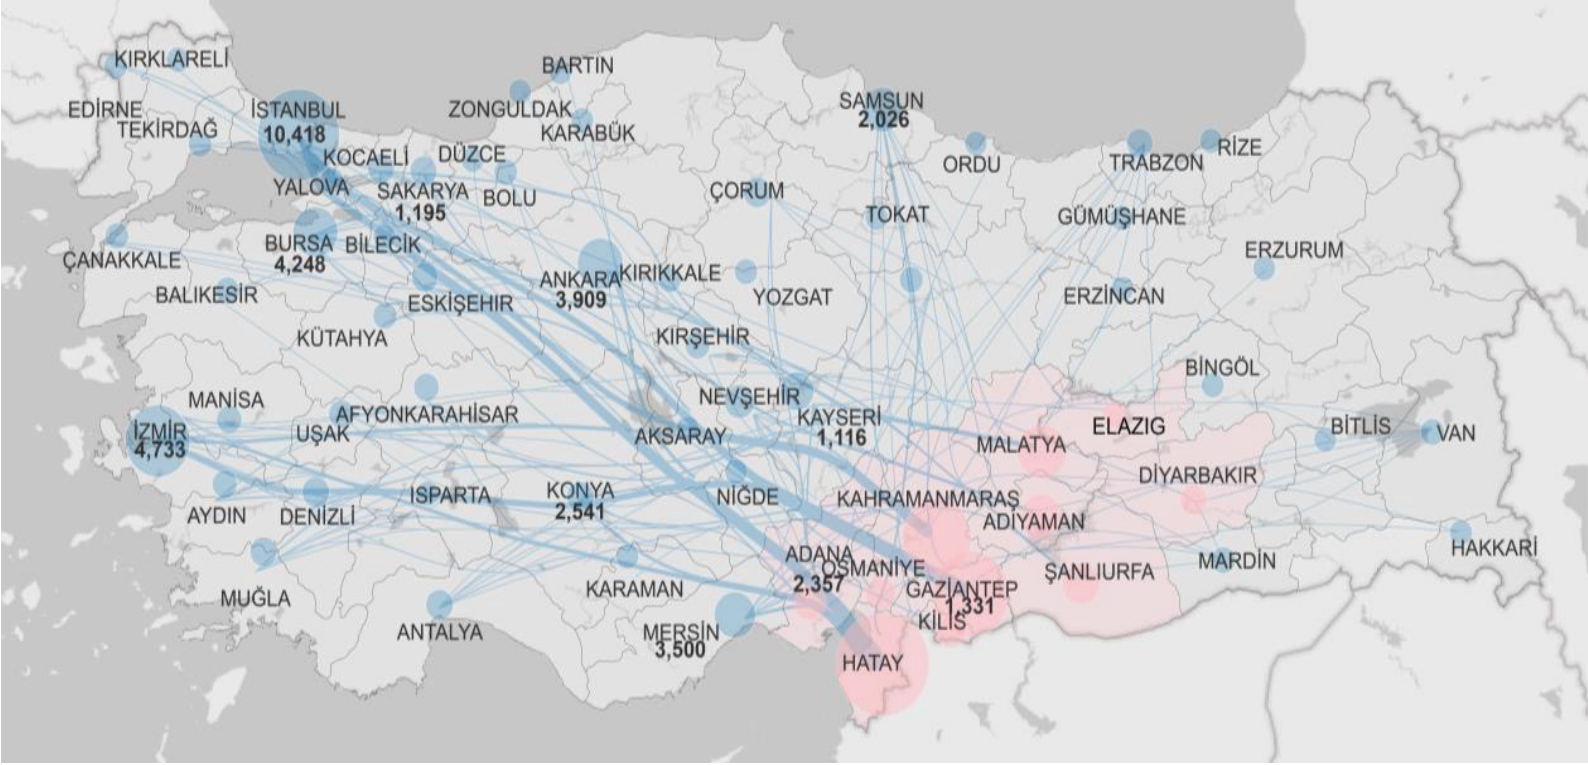 KIRKLARELİ
BARTIN
EDİRNE
İSTANBUL
10,418
ZONGULDAK
SAMSUN
2,026
TEKİRDAĞ
KARABÜK
KOCAELİ
DÜZCE
ORDU
TRABZON
RİZE
YALOVA
SAKARYA
1,195
BOLU
ÇORUM
TOKAT
GÜMÜŞHANE
BURSA
4,248
BİLECİK
ERZURUM
ÇANAKKALE
ANKARA
3,909
KIRIKKALE
BALIKESİR
ESKİŞEHIR
YOZGAT
ERZİNCAN
KÜTAHYA
KIRŞEHİR
BİNGÖL
MANİSA
AFYONKARAHİSAR
NEVŞEHİR
KAYSERİ
1,116
İZMİR
4,733
UŞAK
AKSARAY
MALATYA
ELAZIG
BİTLİS
VAN
DİYARBAKIR
ISPARTA
KONYA
2,541
NİĞDE
KAHRAMANMARAŞ
AYDIN
DENİZLİ
ADIYAMAN
HAKKARİ
ADANA
2,357
OSMANİYE
ŞANLIURFA
MARDİN
MUĞLA
KARAMAN
GAZİANTEP
1,331
KİLİS
ANTALYA
MERSİN
3,500
HATAY